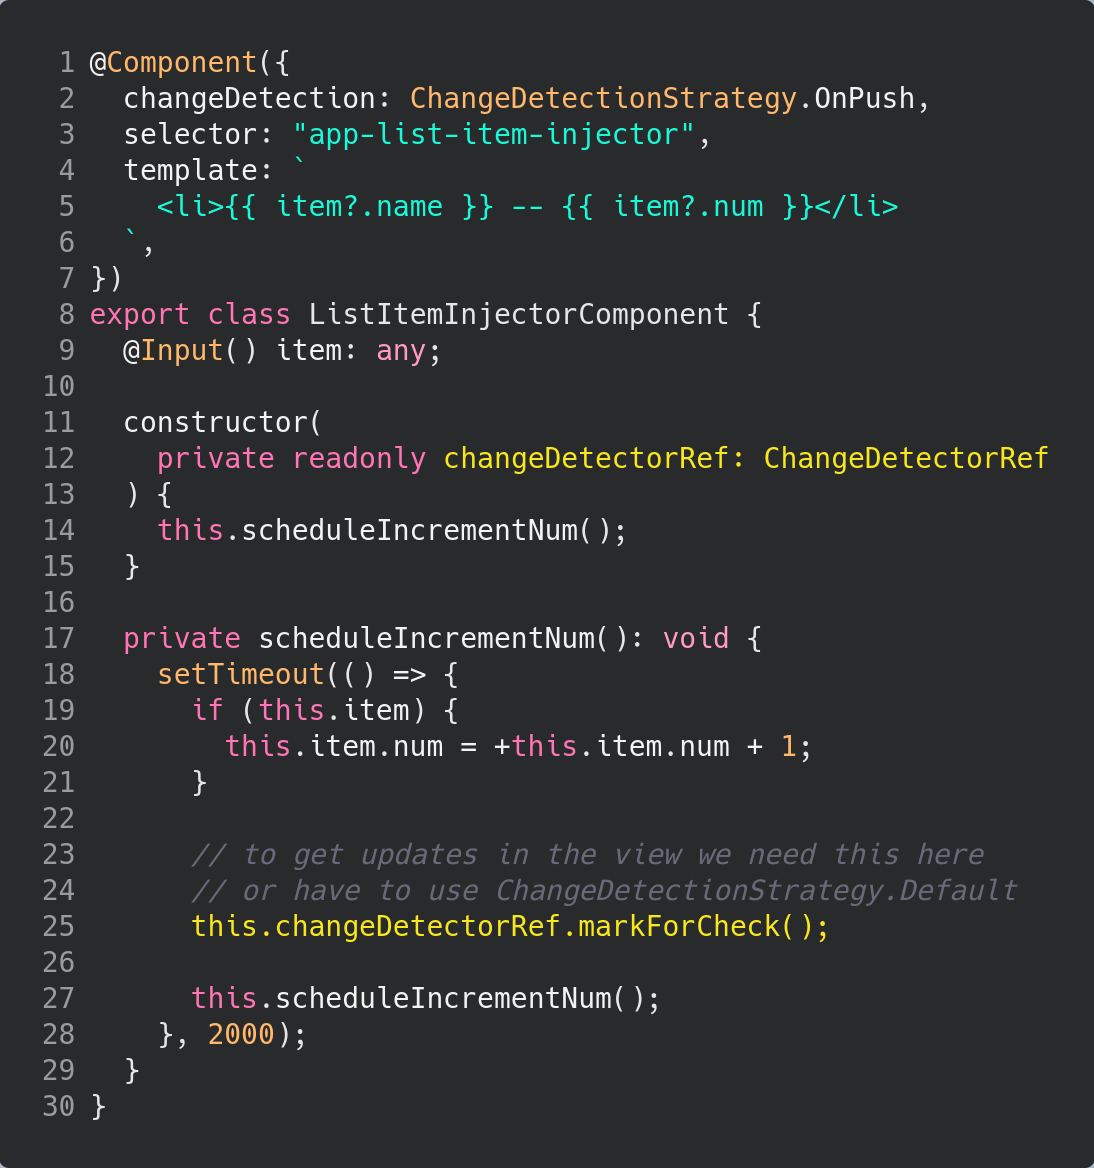 1 @Component({
2   changeDetection: ChangeDetectionStrategy.OnPush,
3   selector: "app-list-item-injector",
4   template: `
5     <li>{{ item?.name }} -- {{ item?.num }}</li>
6   `,
7 })
8 export class ListItemInjectorComponent {
9   @Input() item: any;
10
11   constructor(
12     private readonly changeDetectorRef: ChangeDetectorRef
13   ) {
14     this.scheduleIncrementNum();
15   }
16
17   private scheduleIncrementNum(): void {
18     setTimeout(() => {
19       if (this.item) {
20         this.item.num = +this.item.num + 1;
21       }
22
23       // to get updates in the view we need this here
24       // or have to use ChangeDetectionStrategy.Default
25       this.changeDetectorRef.markForCheck();
26
27       this.scheduleIncrementNum();
28     }, 2000);
29   }
30 }